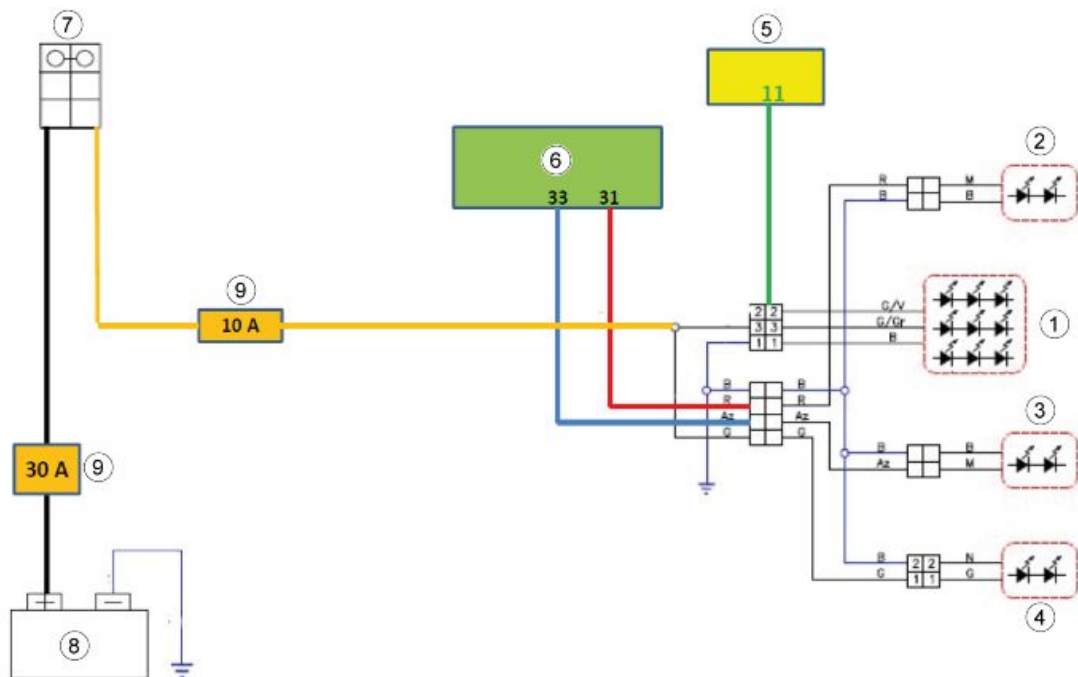 7
5
11
6
33 31
2
R M
B B
9
10 A
2 2
3 3
1 1
G/V
G/Gr
B
1
B B
R R
Az Az
G G
3
B B
Az M
30 A
9
B 2 2 N
G 1 1 G
4
+ -
8